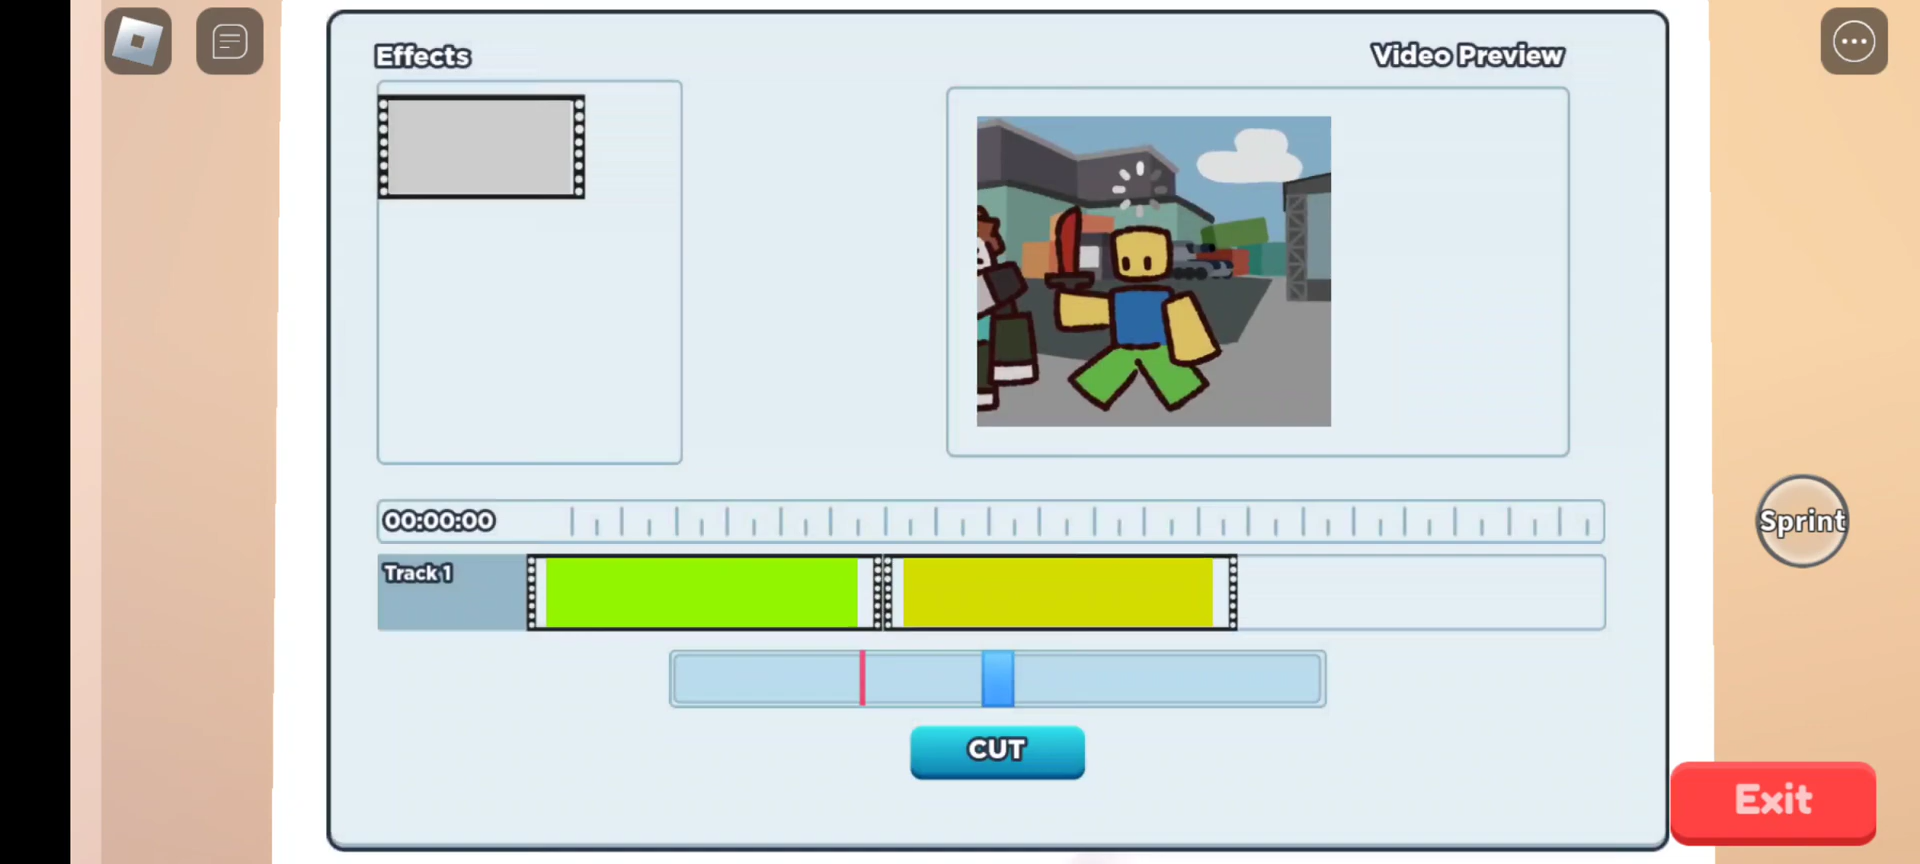 Effects
Video Preview
00:00:00
Sprint
Track 1
CUT
Exit